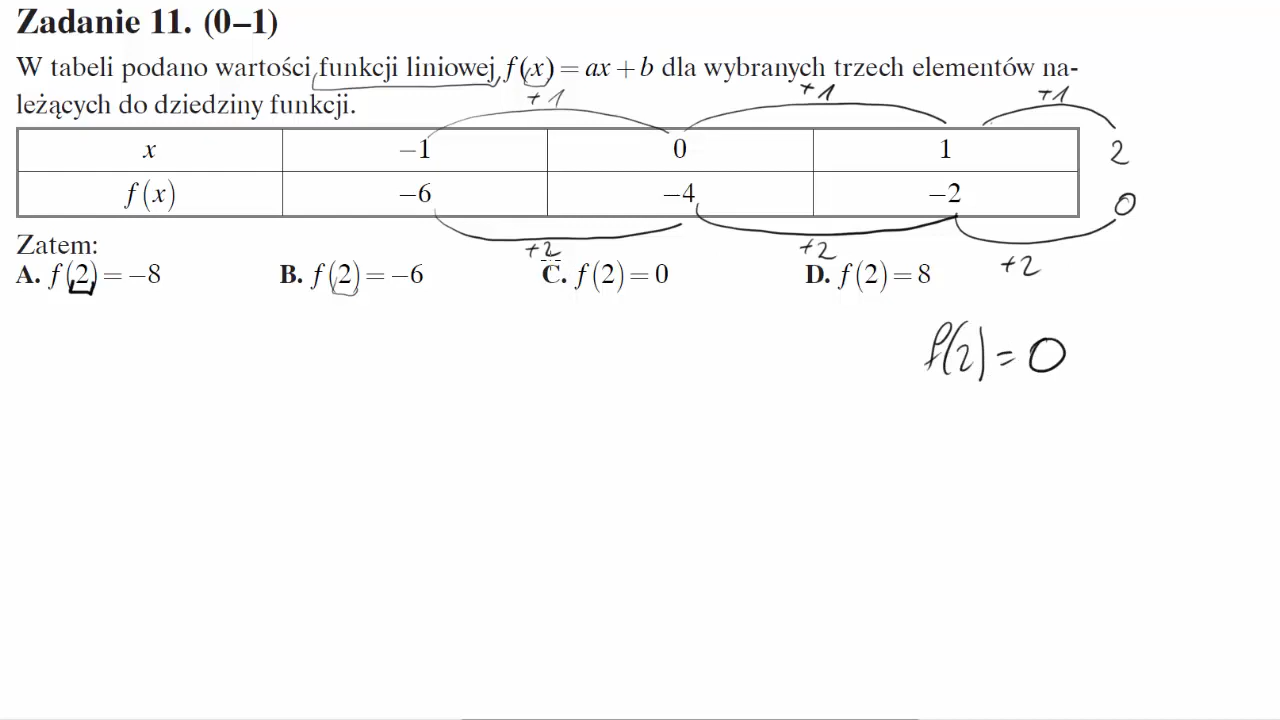 Zadanie 11. (0–1)
W tabeli podano wartości funkcji liniowej, f(x) = ax + b dla wybranych trzech elementów na-
leżących do dziedziny funkcji.
+1 +1 +1
x −1 0 1 2
f(x) −6 −4 −2 0
Zatem:
+2 +2 +2
A. f(2) = −8 B. f(2) = −6 C. f(2) = 0 D. f(2) = 8
f(2) = 0